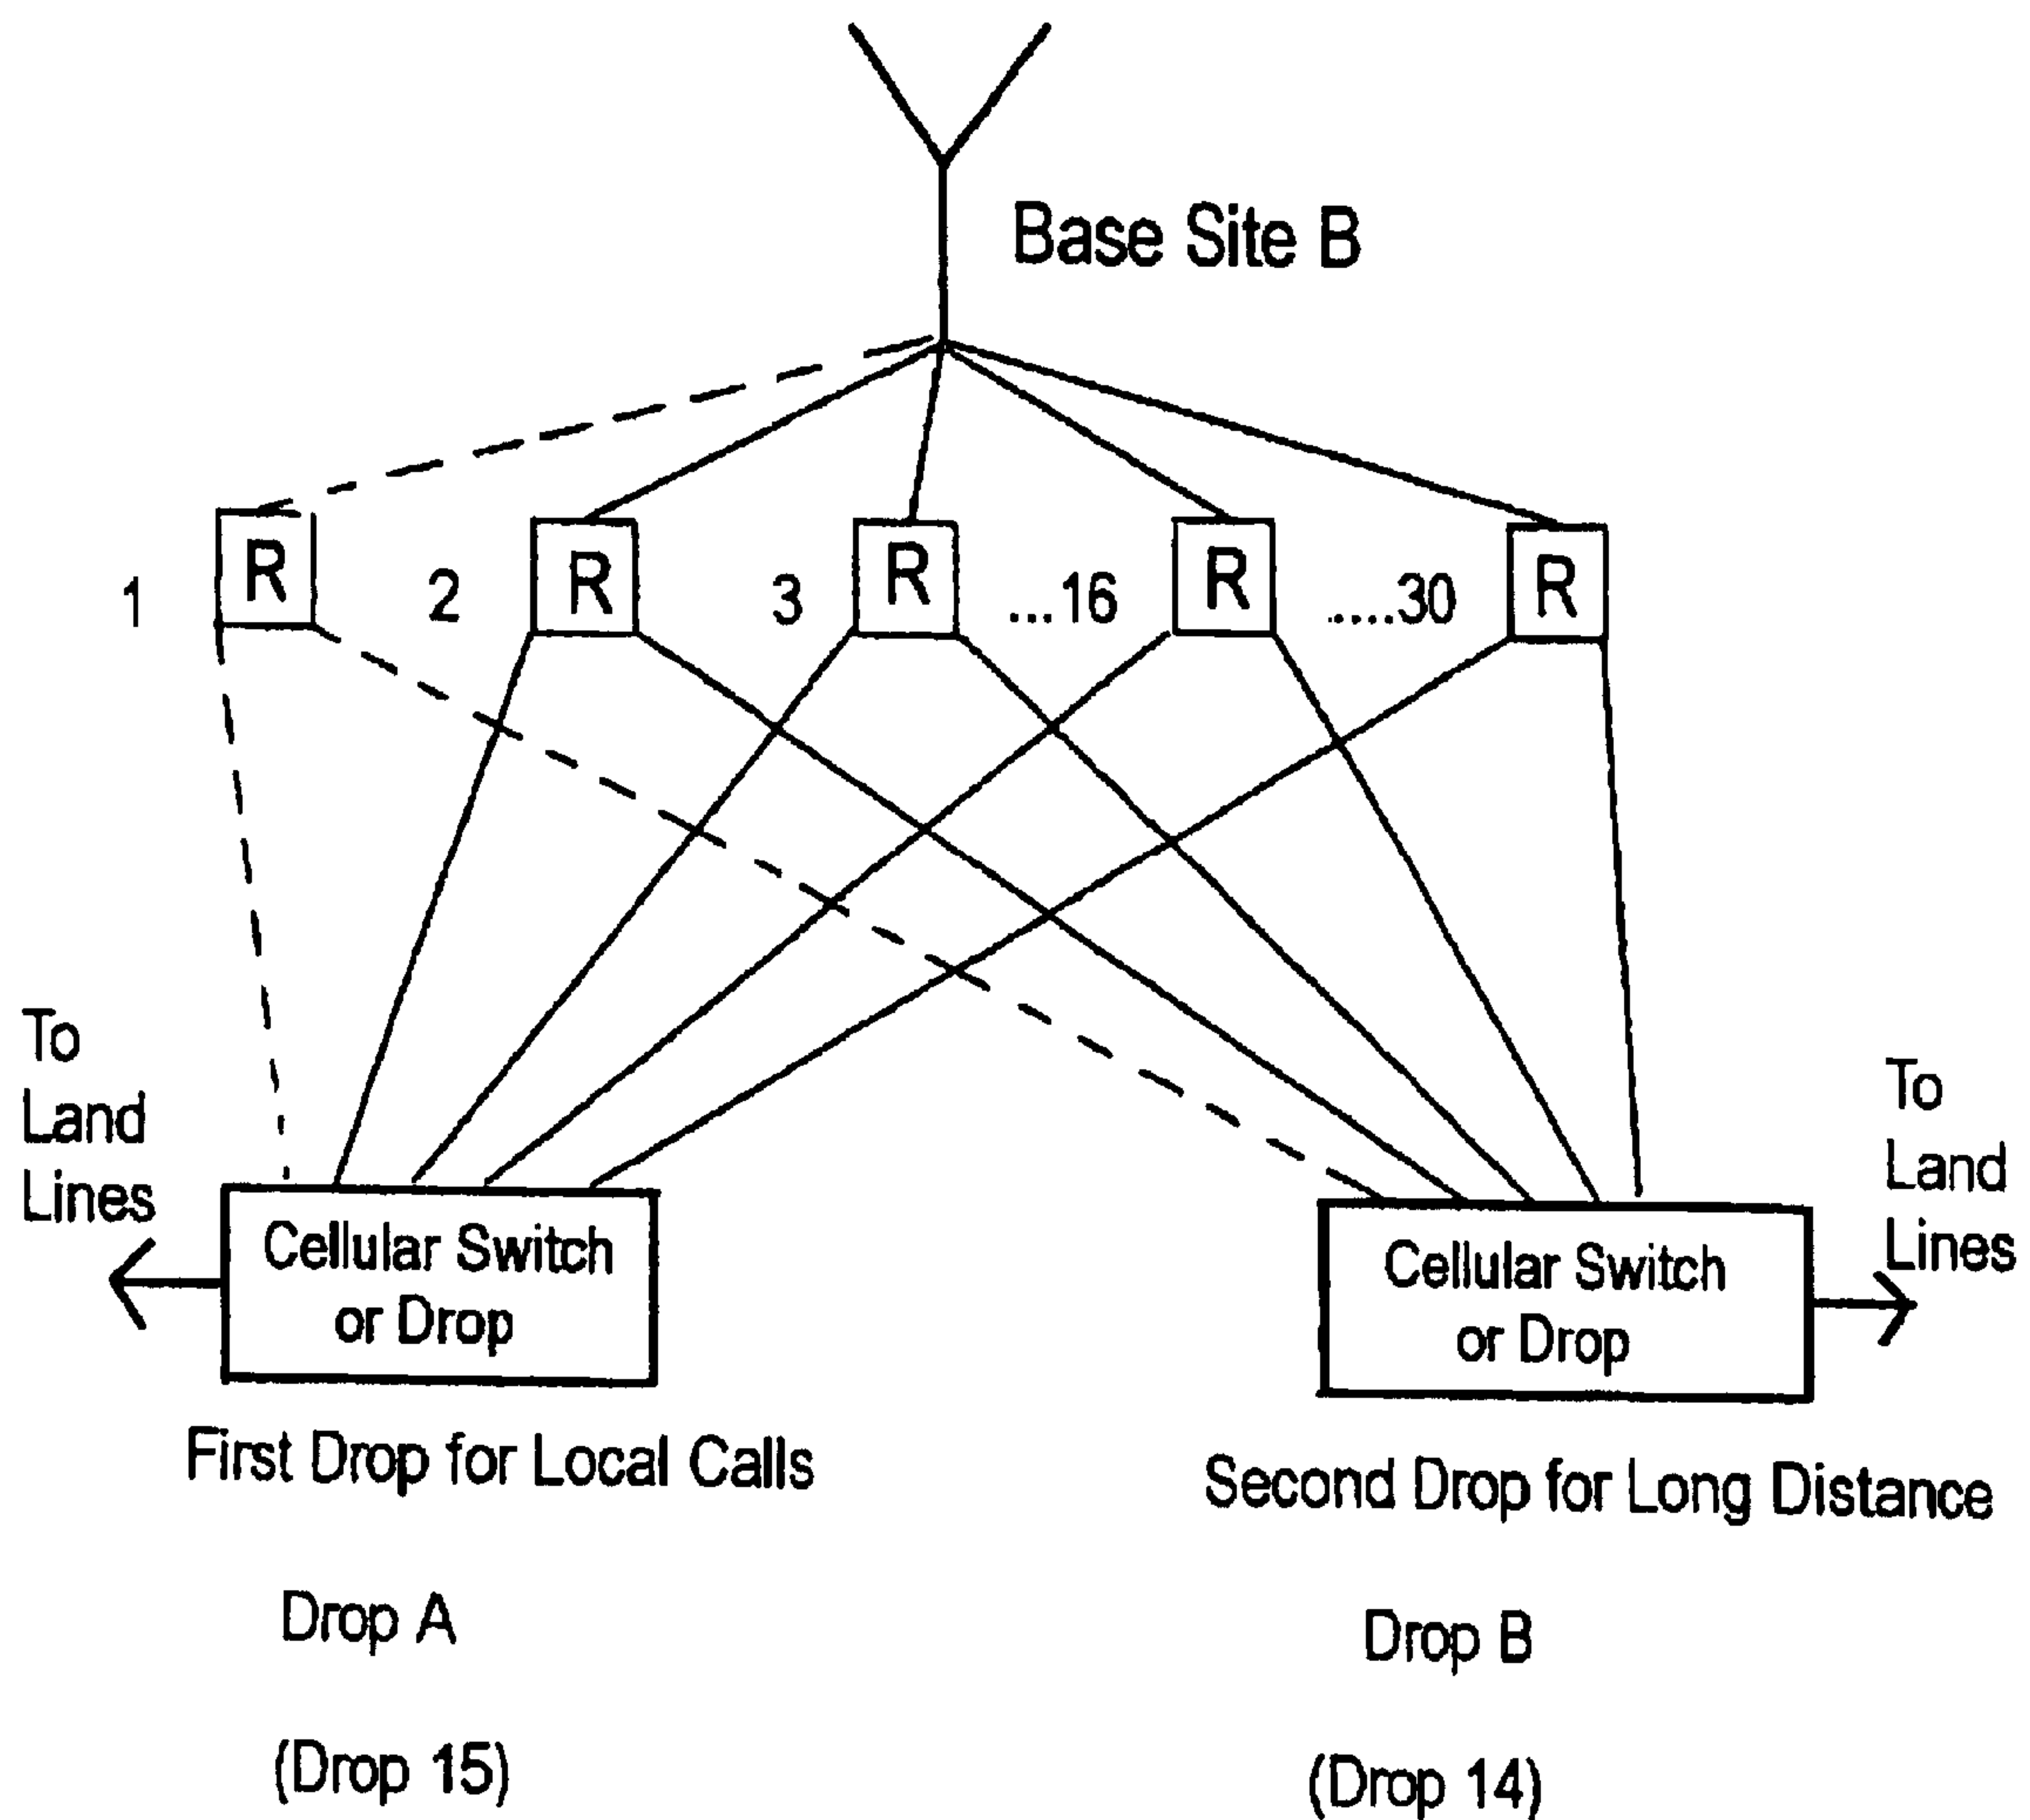 Base Site B
1 R 2 R 3 R ...16 R .....30 R
To
Land
Lines
To
Land
Lines
Cellular Switch
or Drop
Cellular Switch
or Drop
First Drop for Local Calls
Second Drop for Long Distance
Drop A
Drop B
(Drop 15)
(Drop 14)